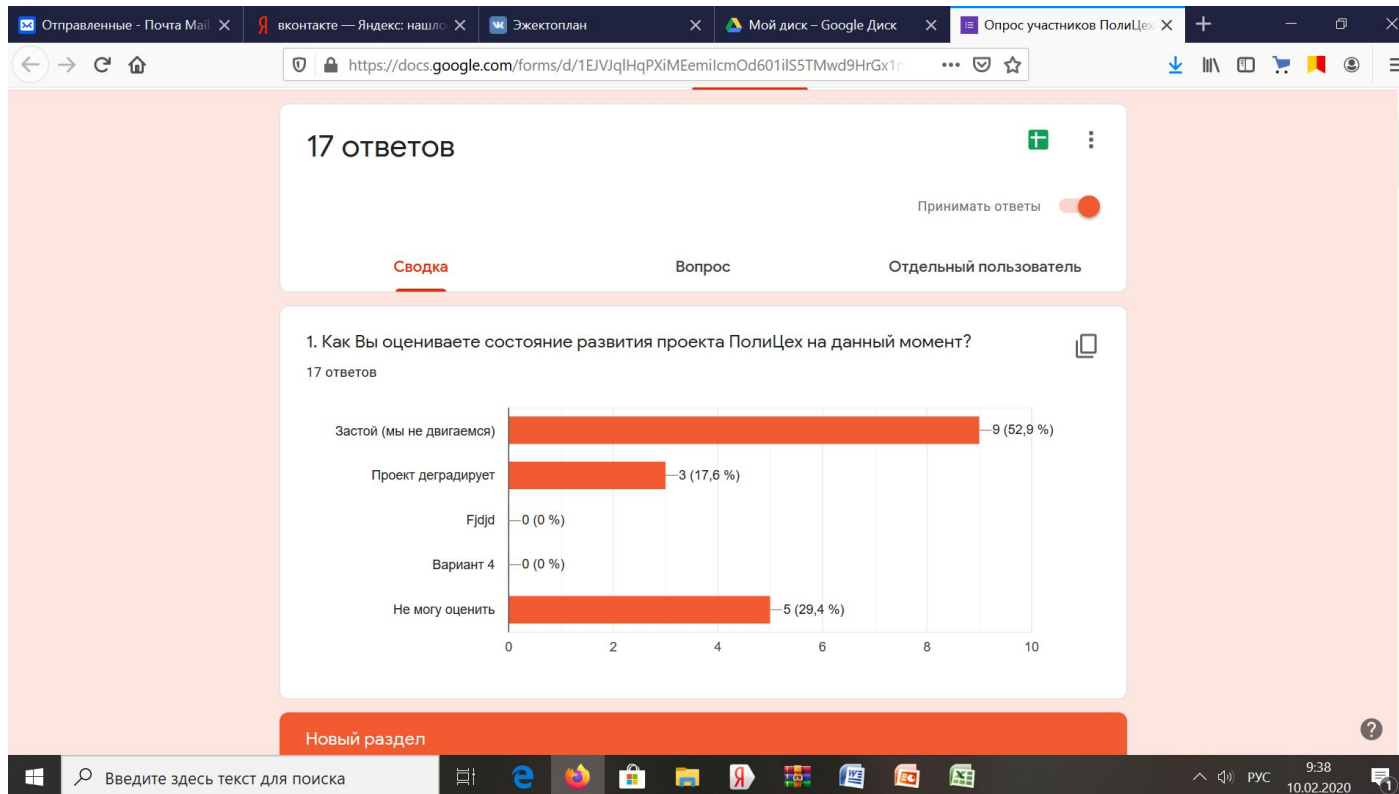 Отправленные - Почта Mail
вконтакте — Яндекс: нашло
Эжектоплан
Мой диск – Google Диск
Опрос участников ПолиЦех
https://docs.google.com/forms/d/1EJVJqlHqPXiMEemiIcmOd601ilS5TMwd9HrGx1
17 ответов
Принимать ответы
Сводка
Вопрос
Отдельный пользователь
1. Как Вы оцениваете состояние развития проекта ПолиЦех на данный момент?
17 ответов
Застой (мы не двигаемся)
9 (52,9 %)
Проект деградирует
3 (17,6 %)
Fjdjd
0 (0 %)
Вариант 4
0 (0 %)
Не могу оценить
5 (29,4 %)
0 2 4 6 8 10
Новый раздел
Введите здесь текст для поиска
РУС
9:38
10.02.2020